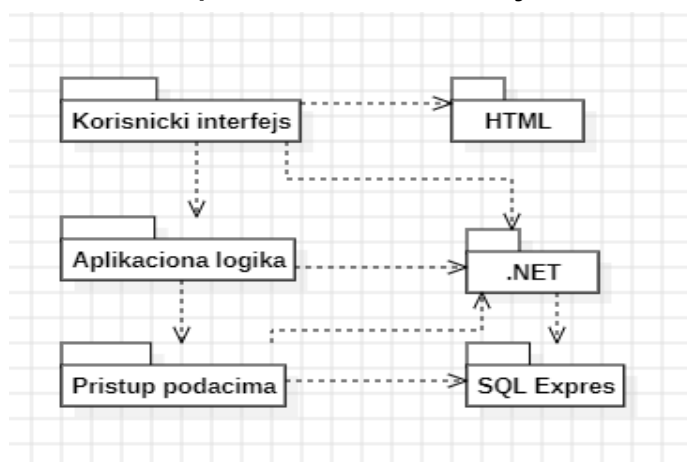 Korisnicki interfejs
HTML
Aplikaciona logika
.NET
Pristup podacima
SQL Expres